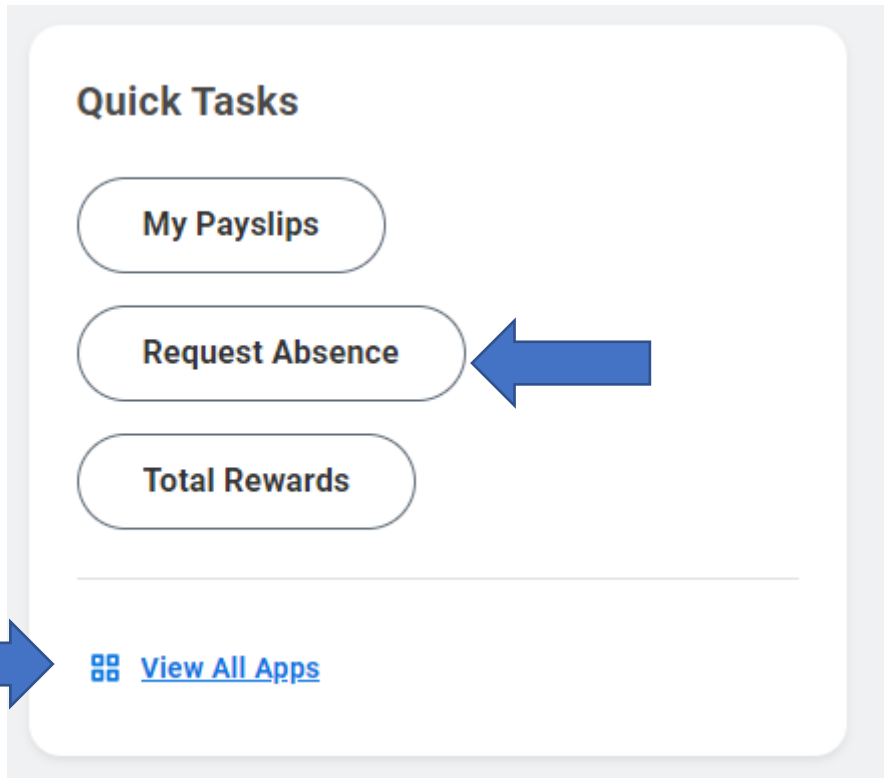 Quick Tasks
My Payslips
Request Absence
Total Rewards
View All Apps